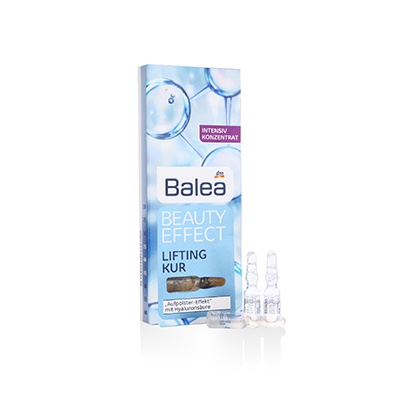 INTENSIV
KONZENTRAT
dm
Balea
BEAUTY
EFFECT
LIFTING
KUR
„Aufpolster-Effekt“
mit Hyaluronsäure